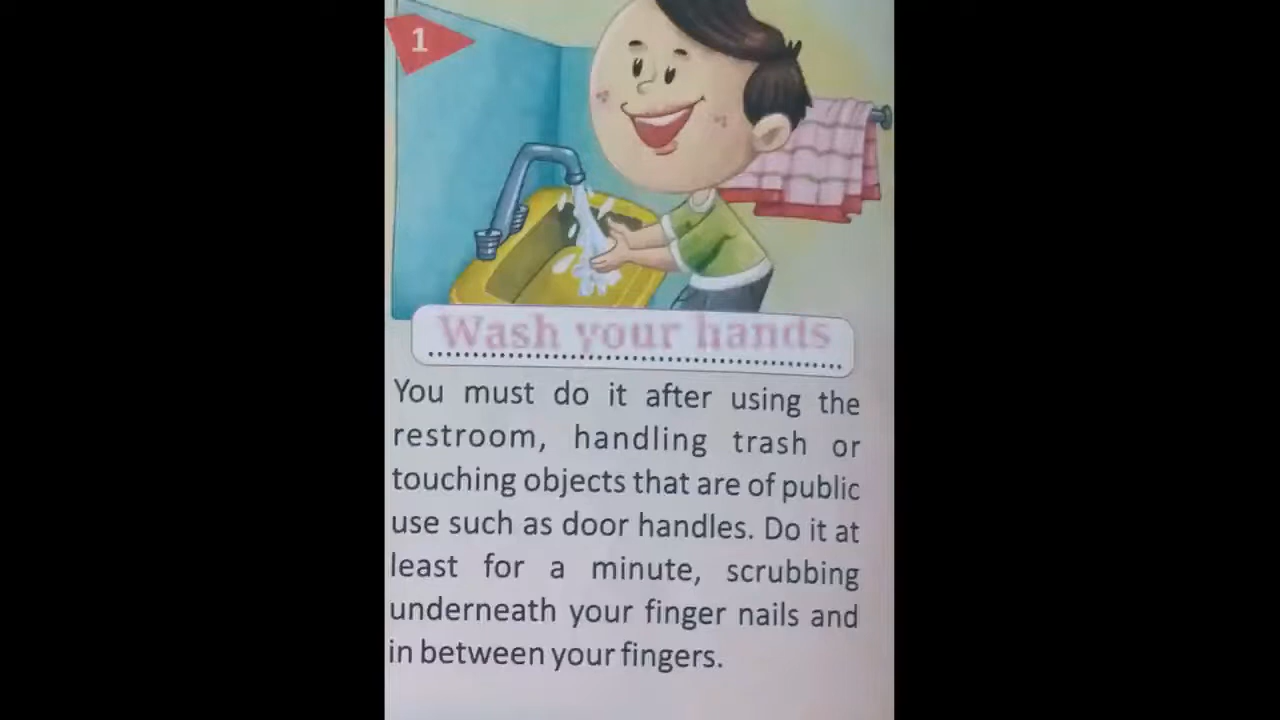 1
Wash your hands
You must do it after using the
restroom, handling trash or
touching objects that are of public
use such as door handles. Do it at
least for a minute, scrubbing
underneath your finger nails and
in between your fingers.